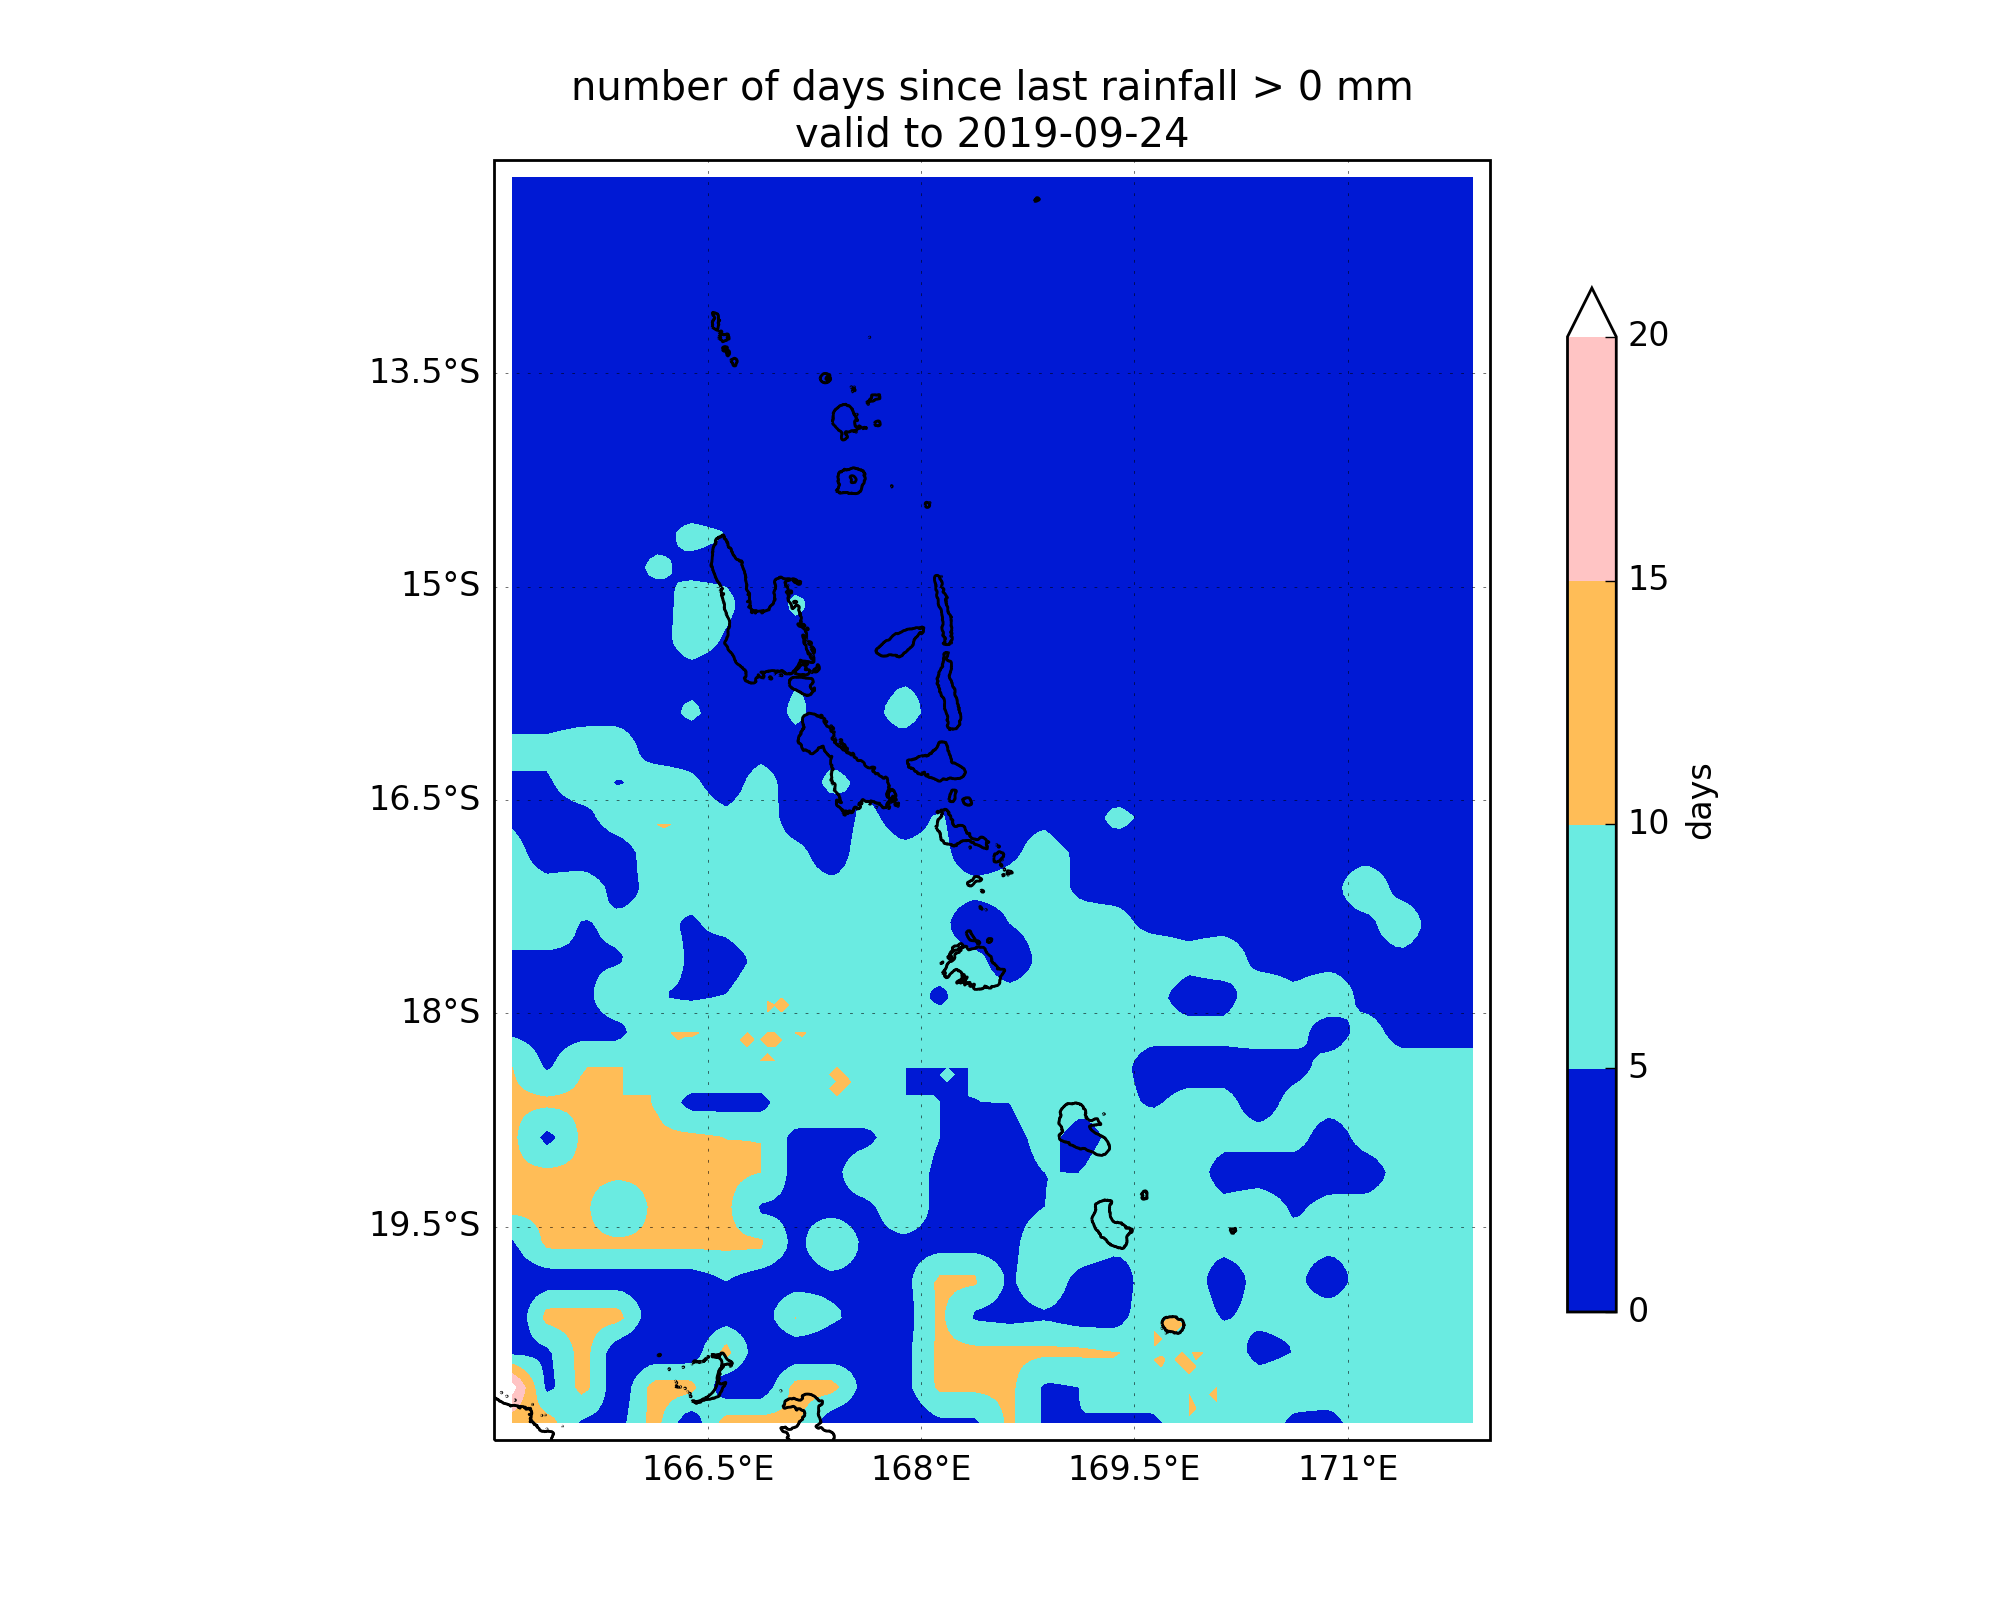 number of days since last rainfall > 0 mm
valid to 2019-09-24
13.5°S
15°S
16.5°S
18°S
19.5°S
166.5°E
168°E
169.5°E
171°E
20
15
10
5
0
days